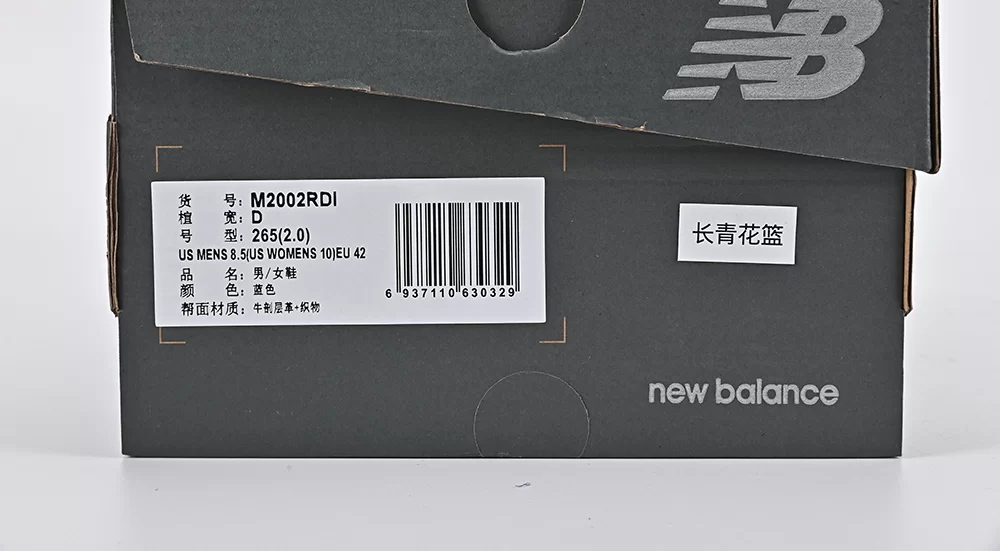 NB
货 号: M2002RDI
楦 宽: D
号 型: 265(2.0)
US MENS 8.5(US WOMENS 10)EU 42
品 名: 男/女鞋
颜 色: 蓝色
帮面材质: 牛剖层革+织物
6 937110 630329
长青花篮
new balance